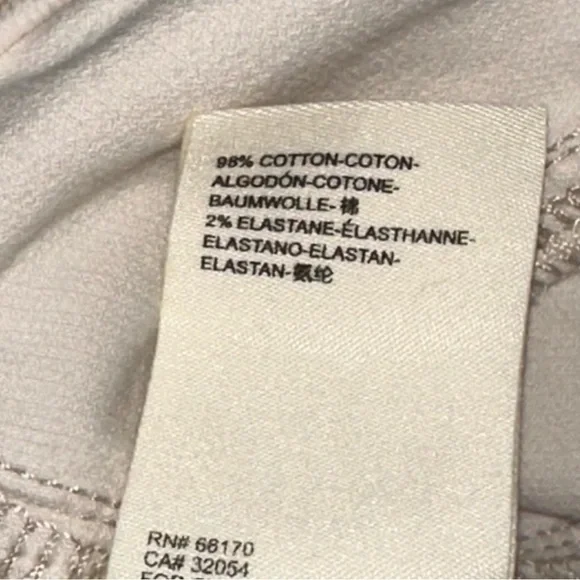 98% COTTON-COTON-
ALGODÓN-COTONE-
BAUMWOLLE-棉
2% ELASTANE-ÉLASTHANNE-
ELASTANO-ELASTAN-
ELASTAN-氨纶
RN# 66170
CA# 32054
FOR